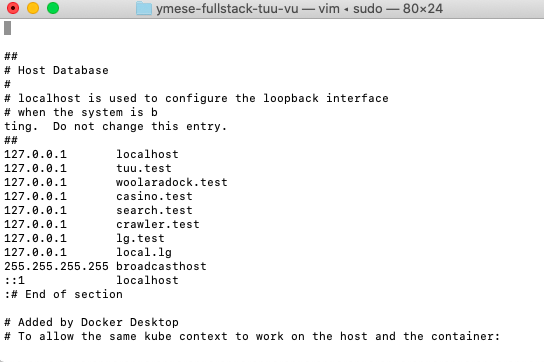 ymese-fullstack-tuu-vu — vim ◂ sudo — 80×24
##
# Host Database
#
# localhost is used to configure the loopback interface
# when the system is b
ting.  Do not change this entry.
##
127.0.0.1       localhost
127.0.0.1       tuu.test
127.0.0.1       woolaradock.test
127.0.0.1       casino.test
127.0.0.1       search.test
127.0.0.1       crawler.test
127.0.0.1       lg.test
127.0.0.1       local.lg
255.255.255.255 broadcasthost
::1             localhost
:# End of section
# Added by Docker Desktop
# To allow the same kube context to work on the host and the container: